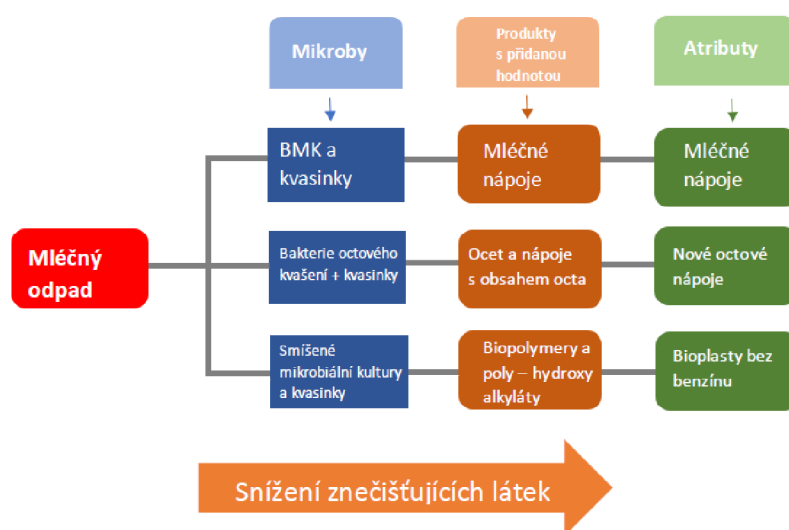 Mikroby
Produkty
s přidanou
hodnotou
Atributy
BMK a
kvasinky
Mléčné
nápoje
Mléčné
nápoje
Mléčný
odpad
Bakterie octového
kvašení + kvasinky
Ocet a nápoje
s obsahem octa
Nové octové
nápoje
Smíšené
mikrobiální kultury
a kvasinky
Biopolymery a
poly – hydroxy
alkyláty
Bioplasty bez
benzínu
Snížení znečišťujících látek